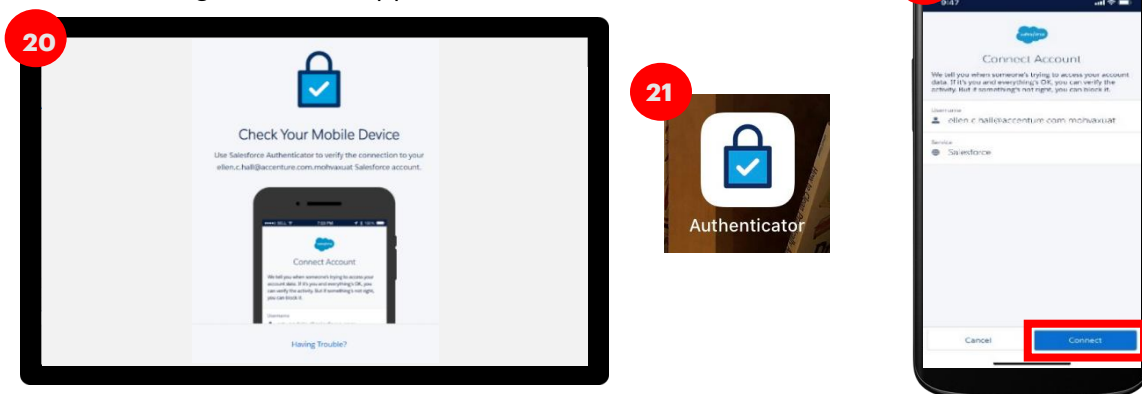 20
Check Your Mobile Device
Use Salesforce Authenticator to verify the connection to your
ellen.c.hall@accenture.com.mohvaxuat Salesforce account.
Connect Account
We tell you when someone's trying to access your
account data. If it's you and everything's OK, you
can verify the activity. But if something's not right,
you can block it.
Username
Having Trouble?
21
Authenticator
9:47
salesforce
Connect Account
We tell you when someone's trying to access your account
data. If it's you and everything's OK, you can verify the
activity. But if something's not right, you can block it.
Username
ellen.c.hall@accentum.com.mohvaxuat
Service
Salesforce
Cancel
Connect